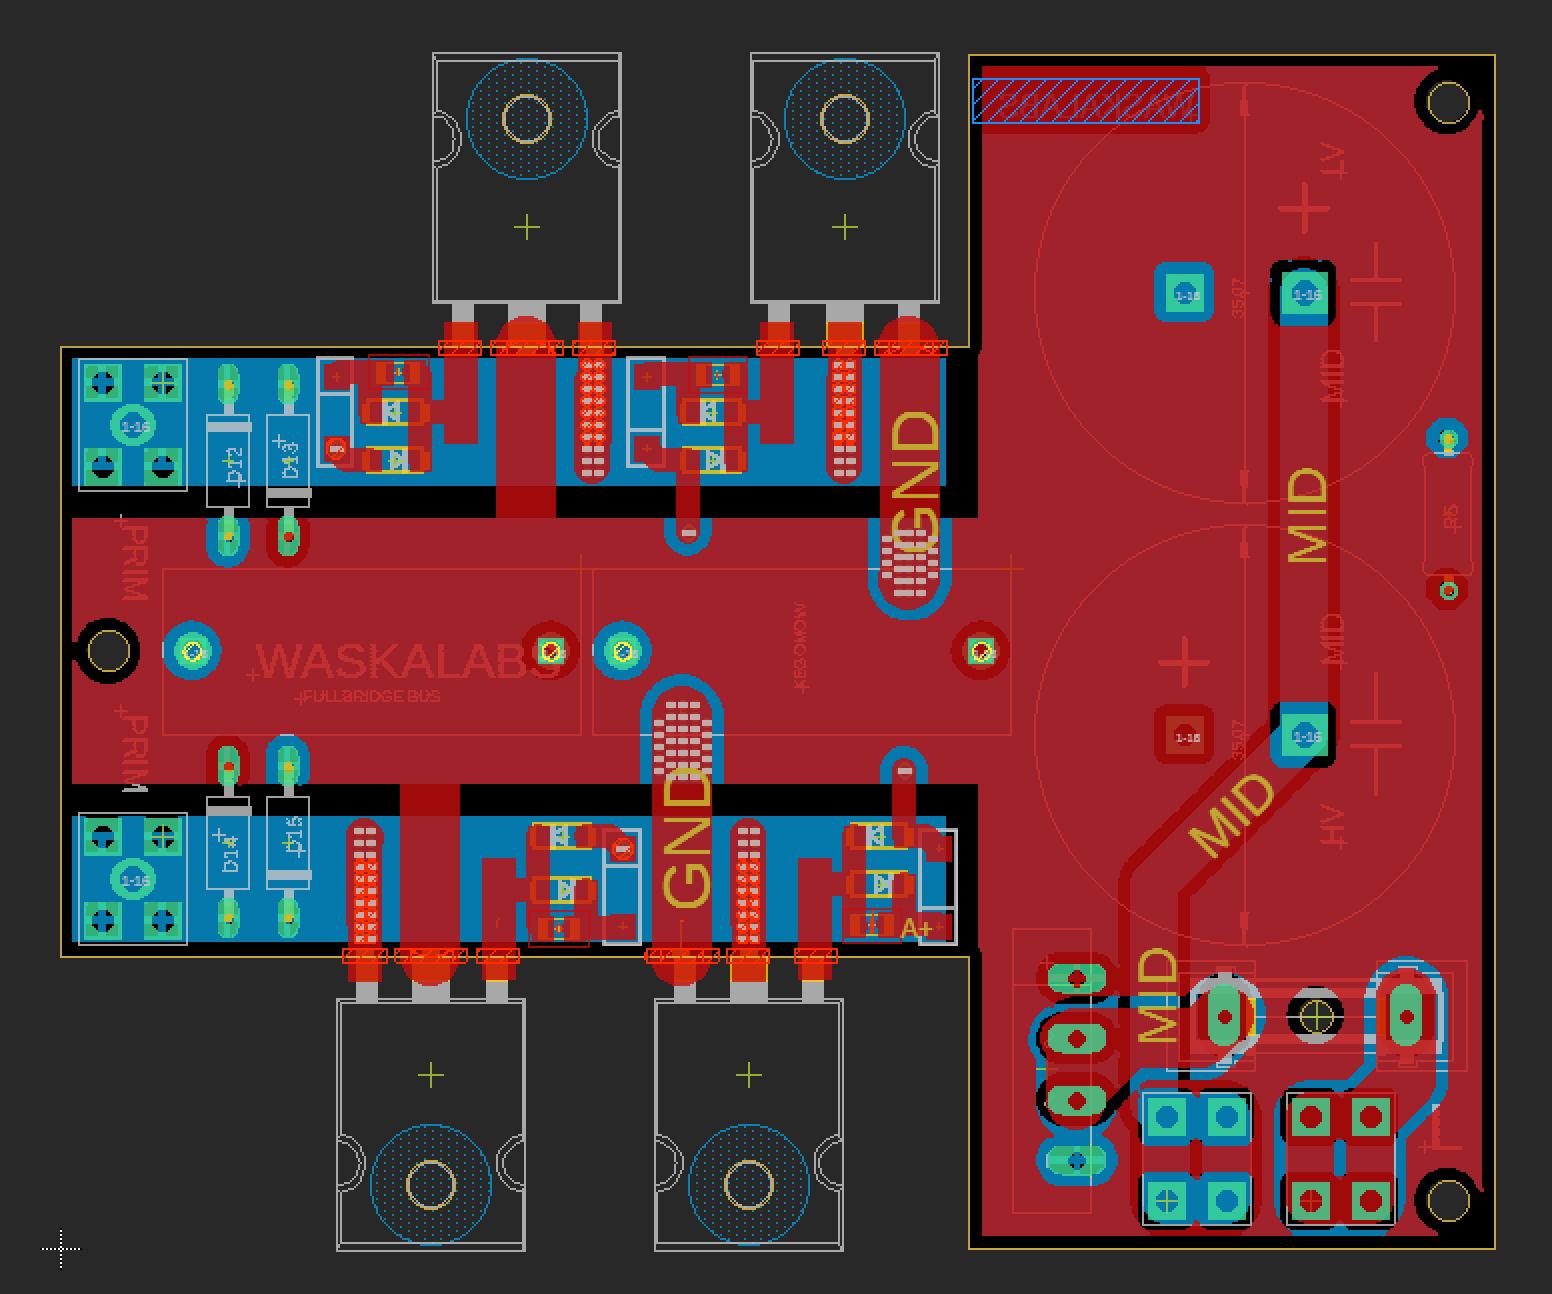 LV
1-16
1-16
35,07
MID
1-16
D12
D13
GND
MID
R5
PRIM
WASKALABS
FULLBRIDGE BUS
MID
PRIM
1-16
35,07
1-16
MID
HV
GND
D14
D15
1-16
A+
MID